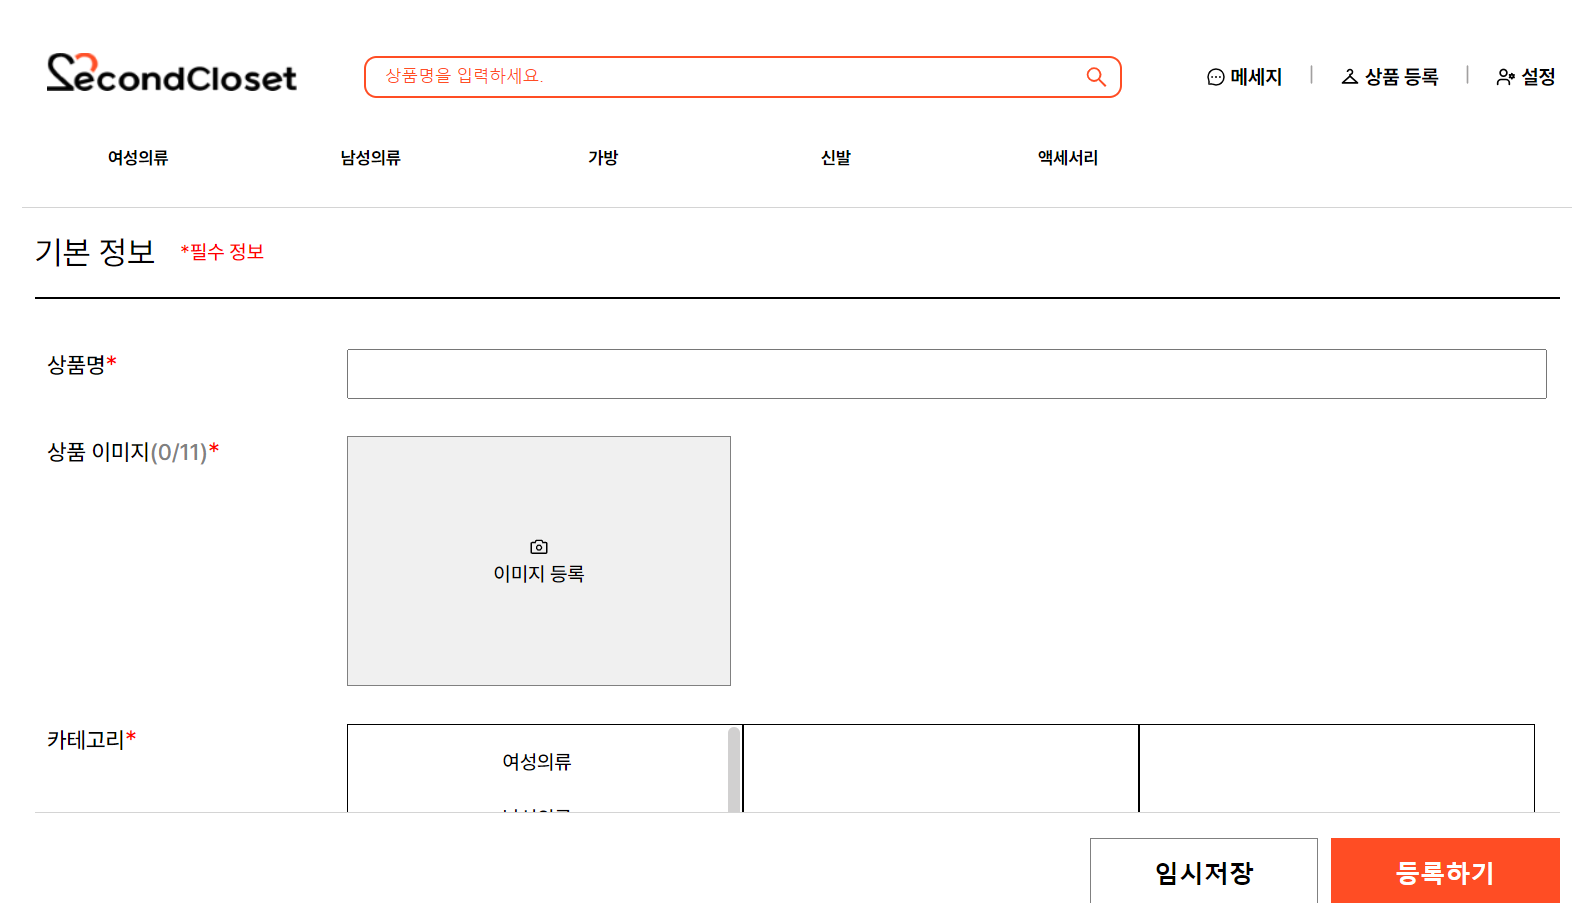 SecondCloset
상품명을 입력하세요.
메세지 | 상품 등록 | 설정
여성의류 남성의류 가방 신발 액세서리
기본 정보 *필수 정보
상품명*
상품 이미지(0/11)*
이미지 등록
카테고리*
여성의류
임시저장 등록하기